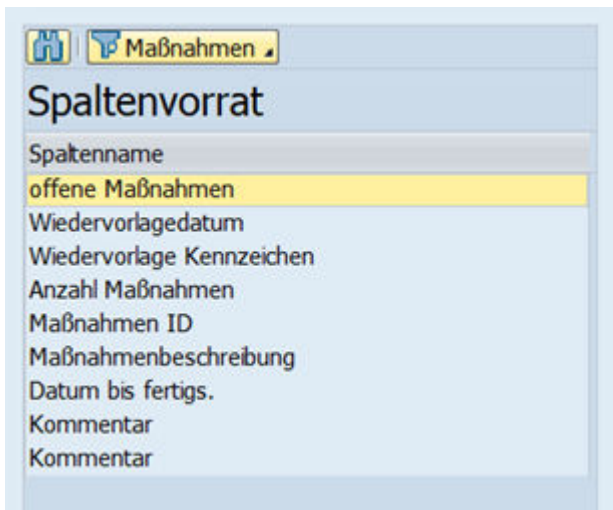 Maßnahmen
Spaltenvorrat
Spaltenname
offene Maßnahmen
Wiedervorlagedatum
Wiedervorlage Kennzeichen
Anzahl Maßnahmen
Maßnahmen ID
Maßnahmenbeschreibung
Datum bis fertigs.
Kommentar
Kommentar